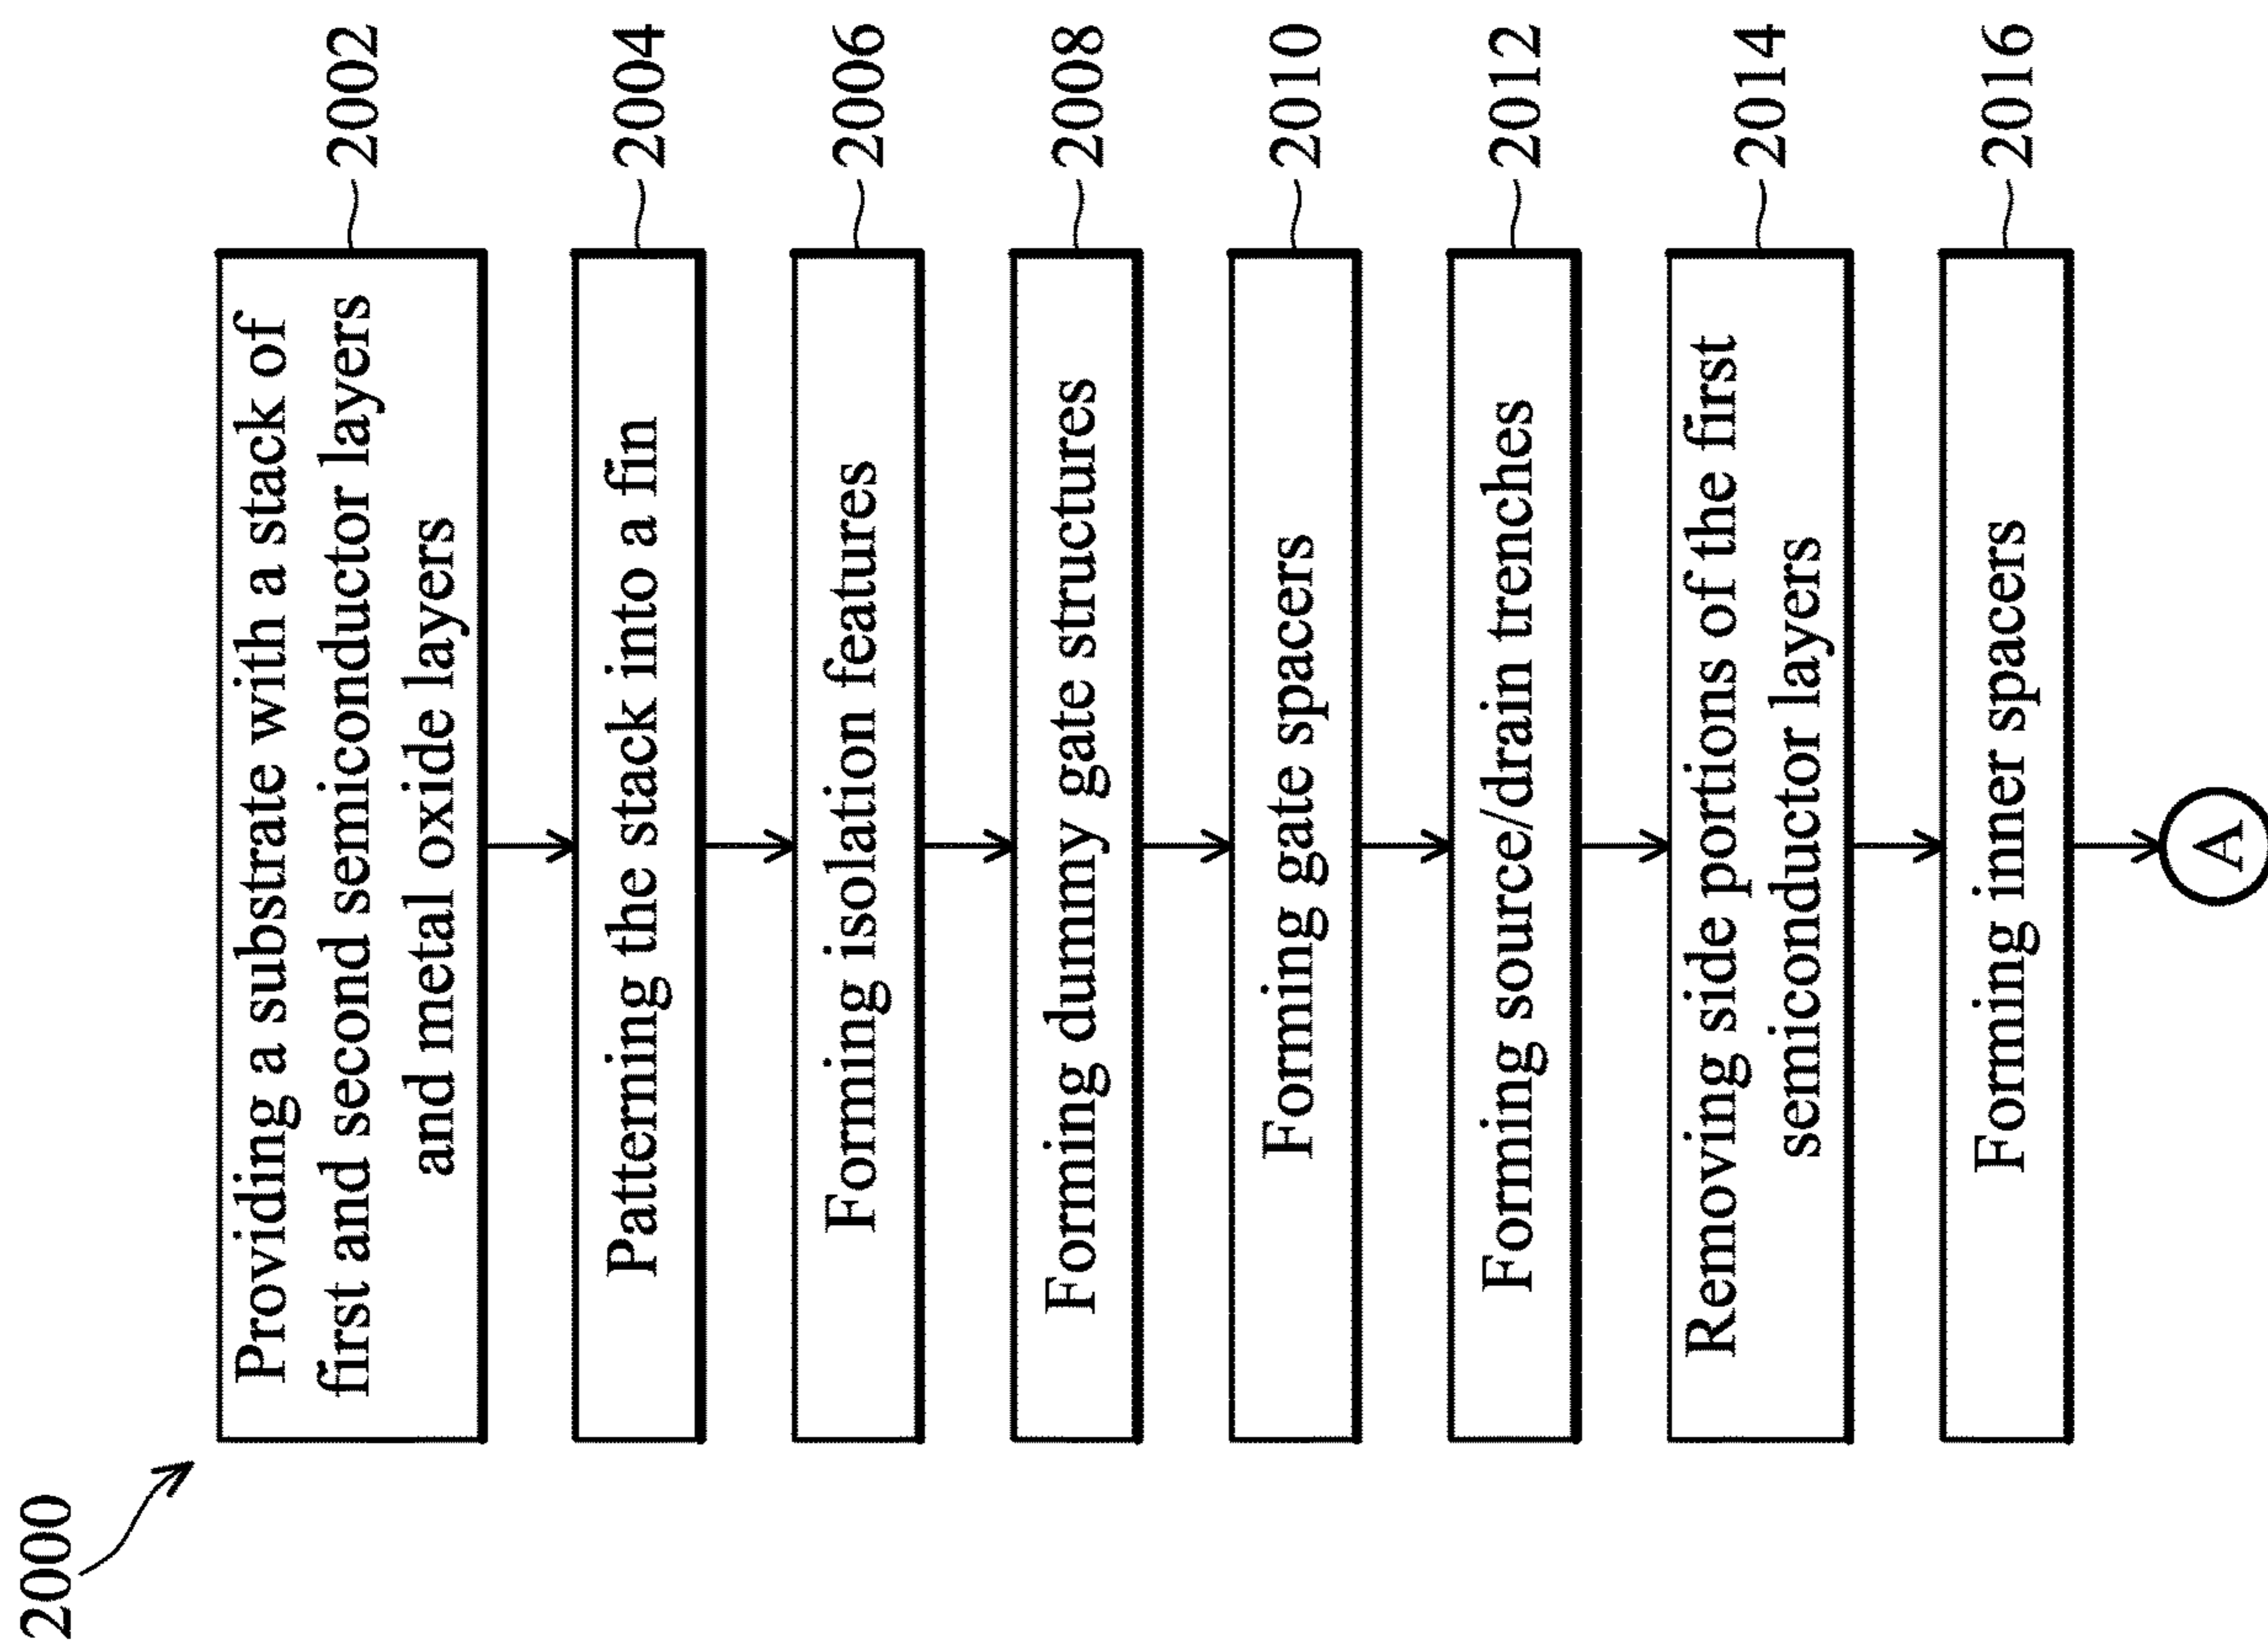 2000
Providing a substrate with a stack of
first and second semiconductor layers
and metal oxide layers
2002
Patterning the stack into a fin
2004
Forming isolation features
2006
Forming dummy gate structures
2008
Forming gate spacers
2010
Forming source/drain trenches
2012
Removing side portions of the first
semiconductor layers
2014
Forming inner spacers
2016
A